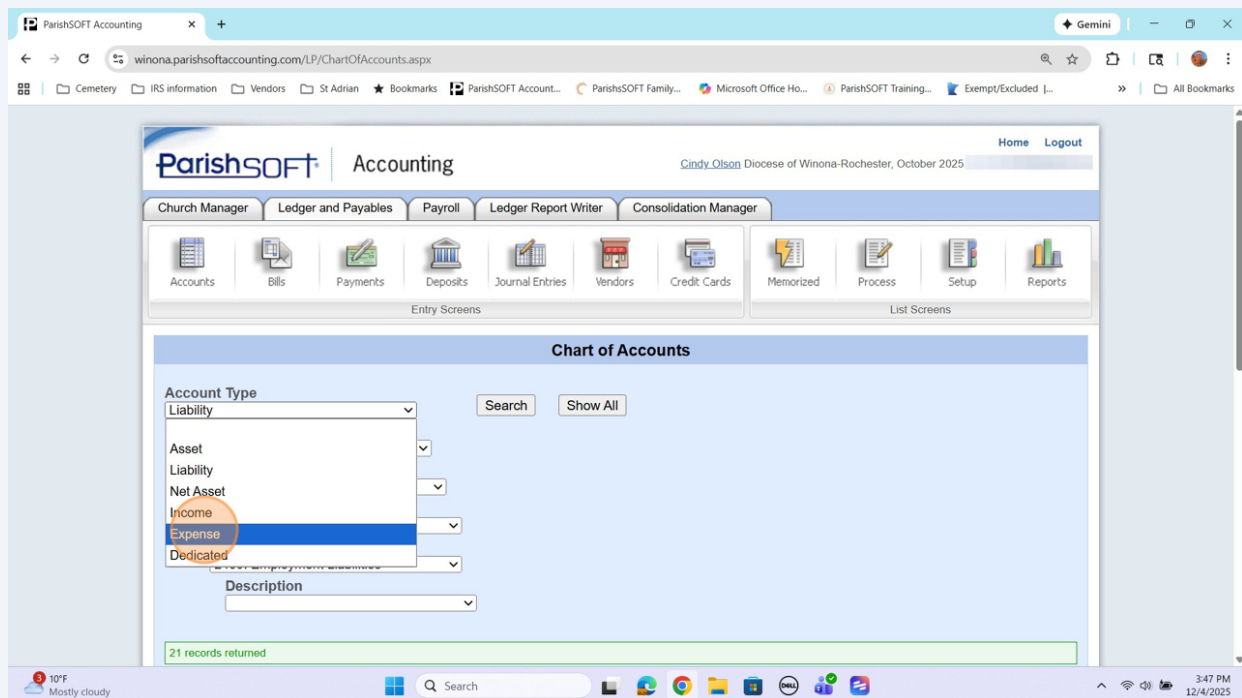 ParishSOFT Accounting
Gemini
winona.parishsoftaccounting.com/LP/ChartOfAccounts.aspx
Cemetery IRS information Vendors St Adrian Bookmarks ParishSOFT Account... ParishsSOFT Family... Microsoft Office Ho... ParishSOFT Training... Exempt/Excluded |... » All Bookmarks
Home Logout
ParishSOFT Accounting
Cindy Olson Diocese of Winona-Rochester, October 2025
Church Manager Ledger and Payables Payroll Ledger Report Writer Consolidation Manager
Accounts Bills Payments Deposits Journal Entries Vendors Credit Cards Memorized Process Setup Reports
Entry Screens List Screens
Chart of Accounts
Account Type
Liability Search Show All
Asset
Liability
Net Asset
Income
Expense
Dedicated
Description
21 records returned
3
10°F
Mostly cloudy
Search
DELL
3:47 PM
12/4/2025